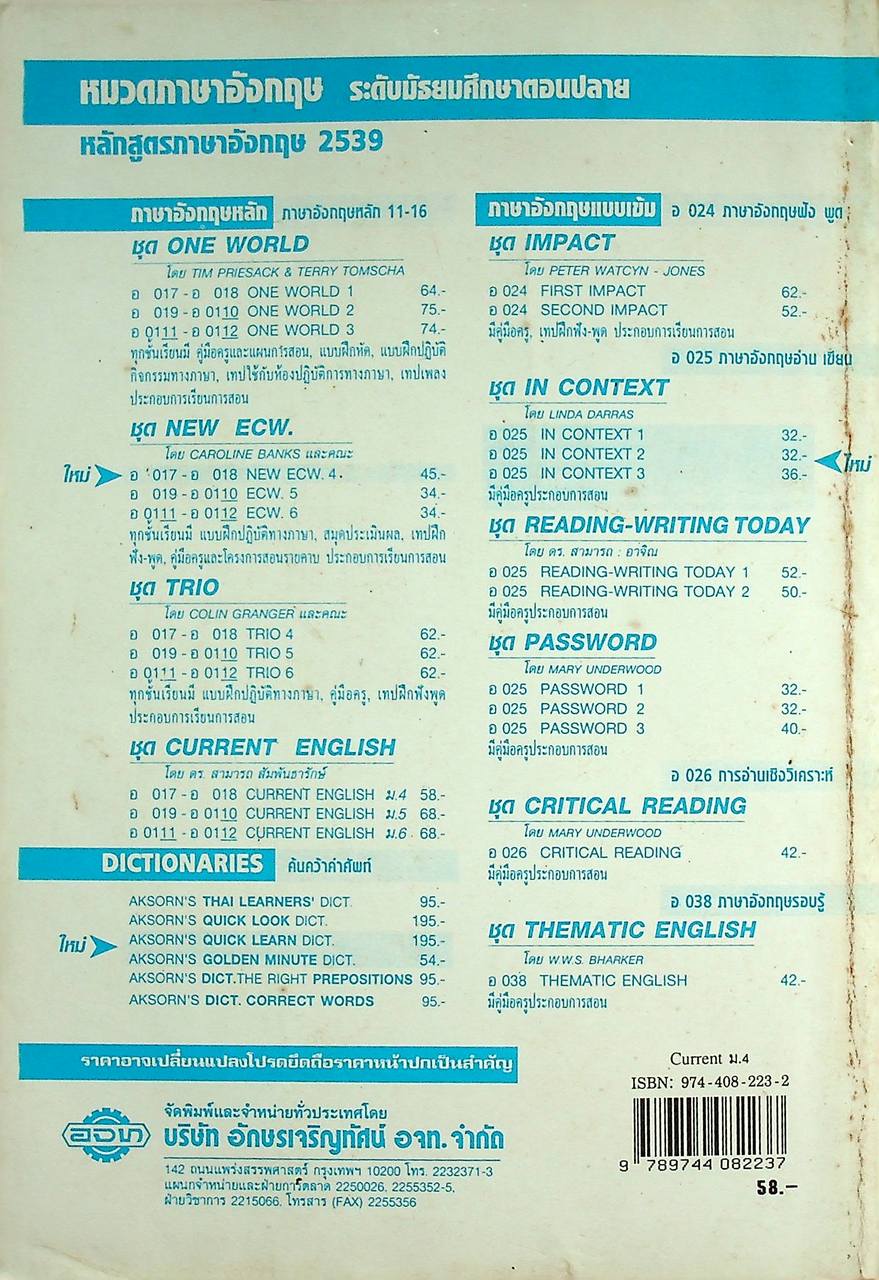 หมวดภาษาอังกฤษ ระดับมัธยมศึกษาตอนปลาย
หลักสูตรภาษาอังกฤษ 2539
ภาษาอังกฤษหลัก ภาษาอังกฤษหลัก 11-16
ชุด ONE WORLD
โดย TIM PRIESACK & TERRY TOMSCHA
อ 017 - อ 018 ONE WORLD 1 64.-
อ 019 - อ 0110 ONE WORLD 2 75.-
อ 0111 - อ 0112 ONE WORLD 3 74.-
ทุกชั้นเรียนมี คู่มือครูและแผนการสอน, แบบฝึกหัด, แบบฝึกปฏิบัติ
กิจกรรมทางภาษา, เทปใช้กับห้องปฏิบัติการทางภาษา, เทปเพลง
ประกอบการเรียนการสอน
ชุด NEW ECW.
โดย CAROLINE BANKS และคณะ
ใหม่ อ 017 - อ 018 NEW ECW. 4 45.-
อ 019 - อ 0110 ECW. 5 34.-
อ 0111 - อ 0112 ECW. 6 34.-
ทุกชั้นเรียนมี แบบฝึกปฏิบัติทางภาษา, สมุดประเมินผล, เทปฝึก
ฟัง-พูด, คู่มือครูและโครงการสอนรายคาบ ประกอบการเรียนการสอน
ชุด TRIO
โดย COLIN GRANGER และคณะ
อ 017 - อ 018 TRIO 4 62.-
อ 019 - อ 0110 TRIO 5 62.-
อ 0111 - อ 0112 TRIO 6 62.-
ทุกชั้นเรียนมี แบบฝึกปฏิบัติทางภาษา, คู่มือครู, เทปฝึกฟังพูด
ประกอบการเรียนการสอน
ชุด CURRENT ENGLISH
โดย ดร. สามารถ สัมพันธารักษ์
อ 017 - อ 018 CURRENT ENGLISH ม.4 58.-
อ 019 - อ 0110 CURRENT ENGLISH ม.5 68.-
อ 0111 - อ 0112 CURRENT ENGLISH ม.6 68.-
DICTIONARIES ค้นคว้าคำศัพท์
AKSORN'S THAI LEARNERS' DICT. 95.-
AKSORN'S QUICK LOOK DICT. 195.-
ใหม่ AKSORN'S QUICK LEARN DICT. 195.-
AKSORN'S GOLDEN MINUTE DICT. 54.-
AKSORN'S DICT.THE RIGHT PREPOSITIONS 95.-
AKSORN'S DICT. CORRECT WORDS 95.-
ภาษาอังกฤษแบบเข้ม อ 024 ภาษาอังกฤษฟัง พูด
ชุด IMPACT
โดย PETER WATCYN - JONES
อ 024 FIRST IMPACT 62.-
อ 024 SECOND IMPACT 52.-
มีคู่มือครู, เทปฝึกฟัง-พูด ประกอบการเรียนการสอน
อ 025 ภาษาอังกฤษอ่าน เขียน
ชุด IN CONTEXT
โดย LINDA DARRAS
อ 025 IN CONTEXT 1 32.-
อ 025 IN CONTEXT 2 32.- ใหม่
อ 025 IN CONTEXT 3 36.-
มีคู่มือครูประกอบการสอน
ชุด READING-WRITING TODAY
โดย ดร. สามารถ : อาจิณ
อ 025 READING-WRITING TODAY 1 52.-
อ 025 READING-WRITING TODAY 2 50.-
มีคู่มือครูประกอบการสอน
ชุด PASSWORD
โดย MARY UNDERWOOD
อ 025 PASSWORD 1 32.-
อ 025 PASSWORD 2 32.-
อ 025 PASSWORD 3 40.-
มีคู่มือครูประกอบการสอน
อ 026 การอ่านเชิงวิเคราะห์
ชุด CRITICAL READING
โดย MARY UNDERWOOD
อ 026 CRITICAL READING 42.-
มีคู่มือครูประกอบการสอน
อ 038 ภาษาอังกฤษรอบรู้
ชุด THEMATIC ENGLISH
โดย W.W.S. BHARKER
อ 038 THEMATIC ENGLISH 42.-
มีคู่มือครูประกอบการสอน
ราคาอาจเปลี่ยนแปลงโปรดยึดถือราคาหน้าปกเป็นสำคัญ
อจท
จัดพิมพ์และจำหน่ายทั่วประเทศโดย
บริษัท อักษรเจริญทัศน์ อจท. จำกัด
142 ถนนแพร่งสรรพศาสตร์ กรุงเทพฯ 10200 โทร. 2232371-3
แผนกจำหน่ายและฝ่ายการตลาด 2250026, 2255352-5,
ฝ่ายวิชาการ 2215066, โทรสาร (FAX) 2255356
Current ม.4
ISBN: 974-408-223-2
9 789744 082237
58.–